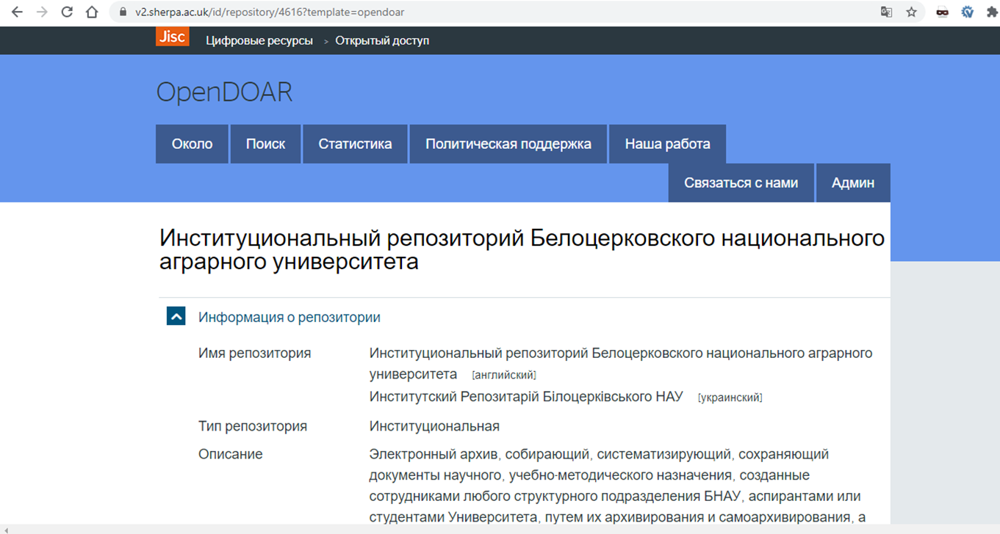 v2.sherpa.ac.uk/id/repository/4616?template=opendoar
Jisc Цифровые ресурсы > Открытый доступ
OpenDOAR
Около Поиск Статистика Политическая поддержка Наша работа
Связаться с нами Админ
Институциональный репозиторий Белоцерковского национального
аграрного университета
Информация о репозитории
Имя репозитория Институциональный репозиторий Белоцерковского национального аграрного
университета [английский]
Институтский Репозитарій Білоцерківського НАУ [украинский]
Тип репозитория Институциональная
Описание Электронный архив, собирающий, систематизирующий, сохраняющий
документы научного, учебно-методического назначения, созданные
сотрудниками любого структурного подразделения БНАУ, аспирантами или
студентами Университета, путем их архивирования и самоархивирования, а